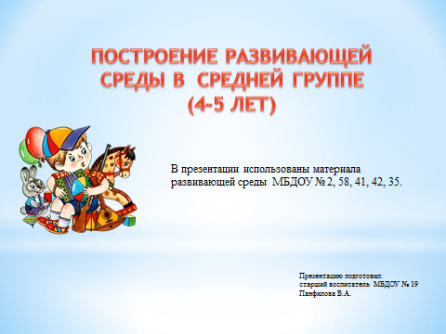 ПОСТРОЕНИЕ РАЗВИВАЮЩЕЙ
СРЕДЫ В СРЕДНЕЙ ГРУППЕ
(4-5 ЛЕТ)
В презентации использованы материала
развивающей среды МБДОУ № 2, 58, 41, 42, 35.
Презентацию подготовил:
старший воспитатель МБДОУ № 19
Панфилова В.А.